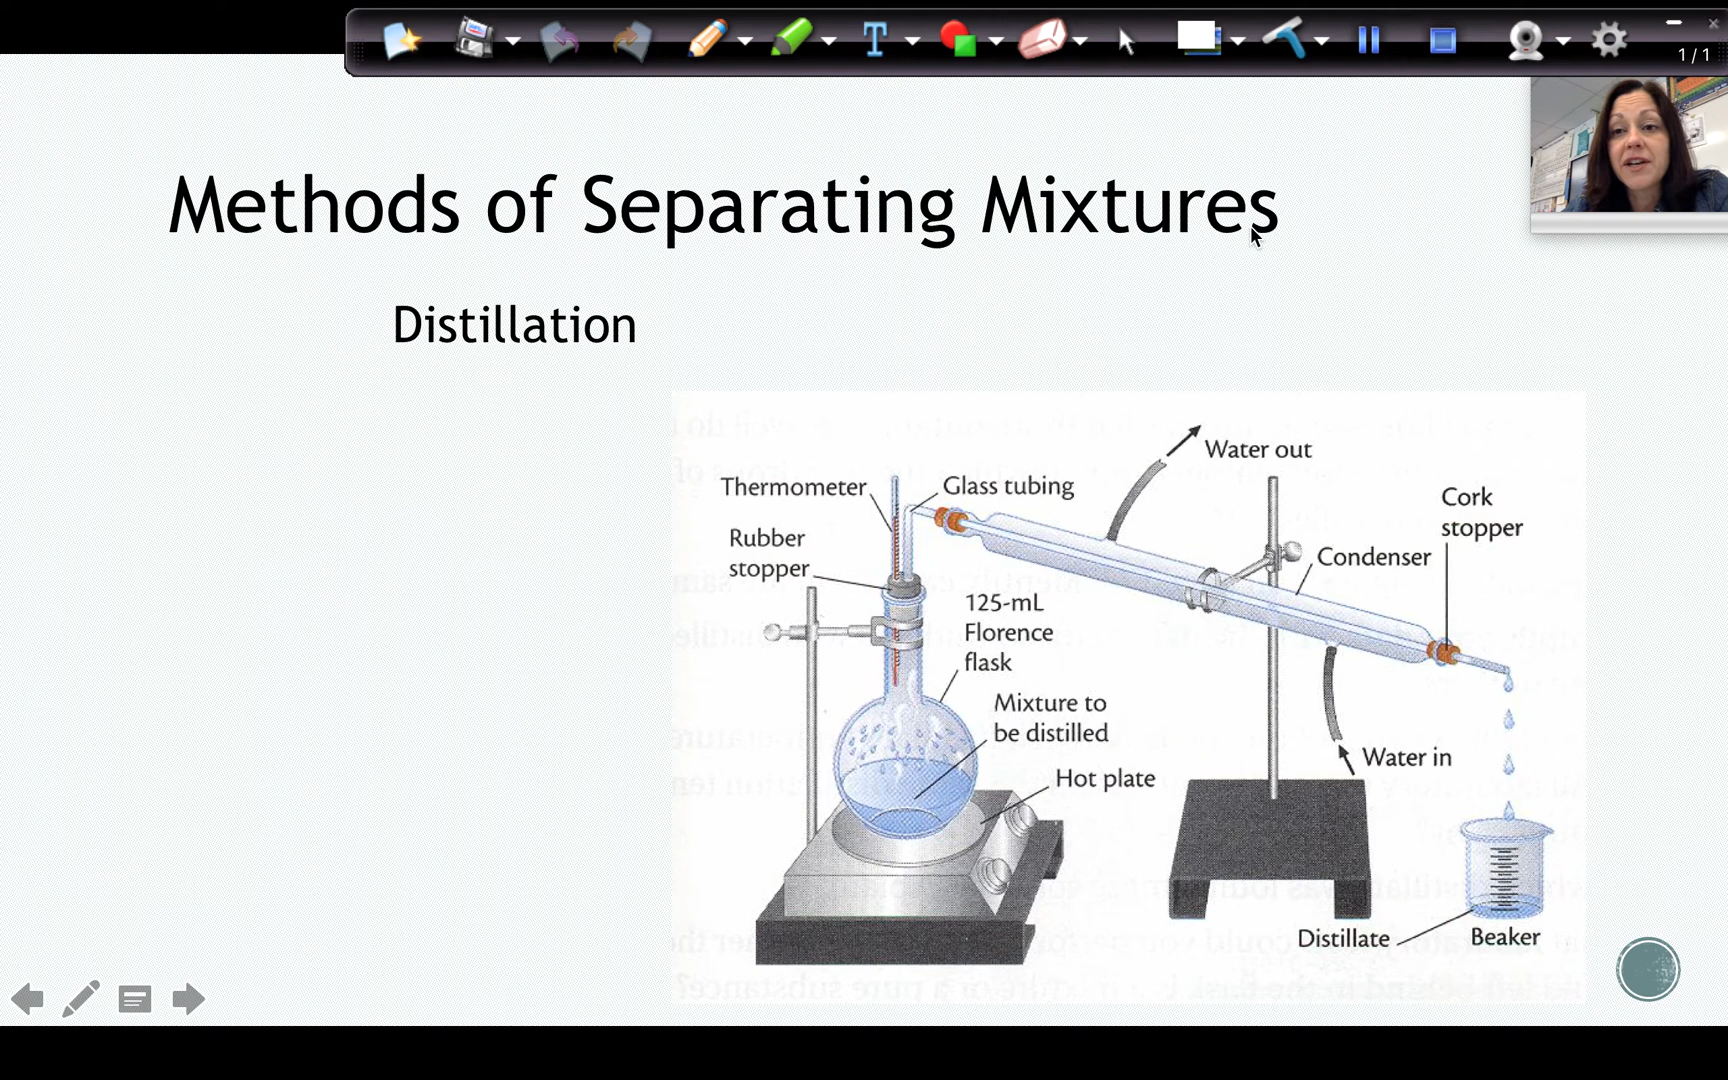 1 / 1
Methods of Separating Mixtures
Distillation
Water out
Thermometer
Glass tubing
Cork
stopper
Rubber
stopper
Condenser
125-mL
Florence
flask
Mixture to
be distilled
Water in
Hot plate
Distillate
Beaker